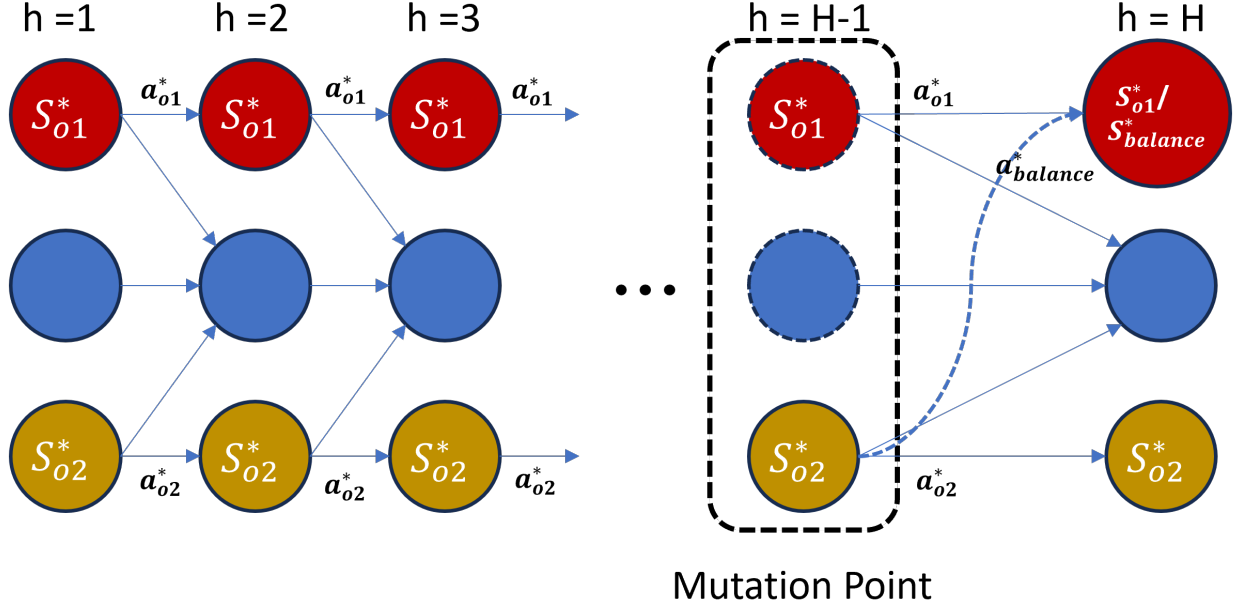 h =1 h =2 h =3 h = H-1 h = H
S*o1 a*o1 S*o1 a*o1 S*o1 a*o1 S*o1 a*o1 s*o1/
s*balance
a*balance
...
S*o2 a*o2 S*o2 a*o2 S*o2 a*o2 S*o2 a*o2 S*o2
Mutation Point